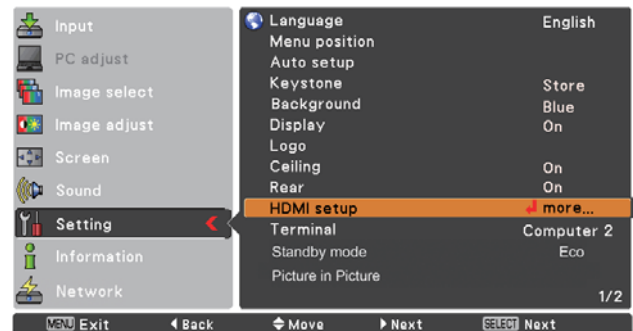 Input
PC adjust
Image select
Image adjust
Screen
Sound
Setting
Information
Network
Language English
Menu position
Auto setup
Keystone Store
Background Blue
Display On
Logo
Ceiling On
Rear On
HDMI setup more...
Terminal Computer 2
Standby mode Eco
Picture in Picture
1/2
MENU Exit Back Move Next SELECT Next